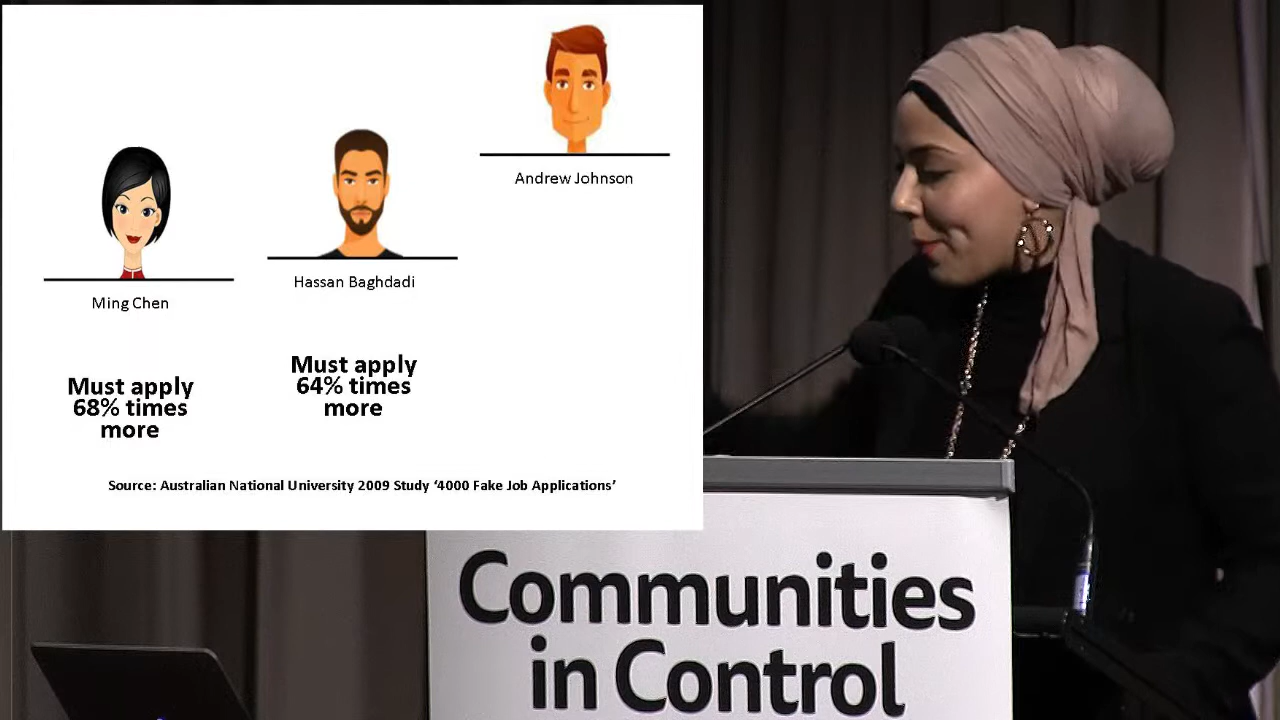 Andrew Johnson
Hassan Baghdadi
Ming Chen
Must apply
64% times
more
Must apply
68% times
more
Source: Australian National University 2009 Study ‘4000 Fake Job Applications’
Communities
in Control